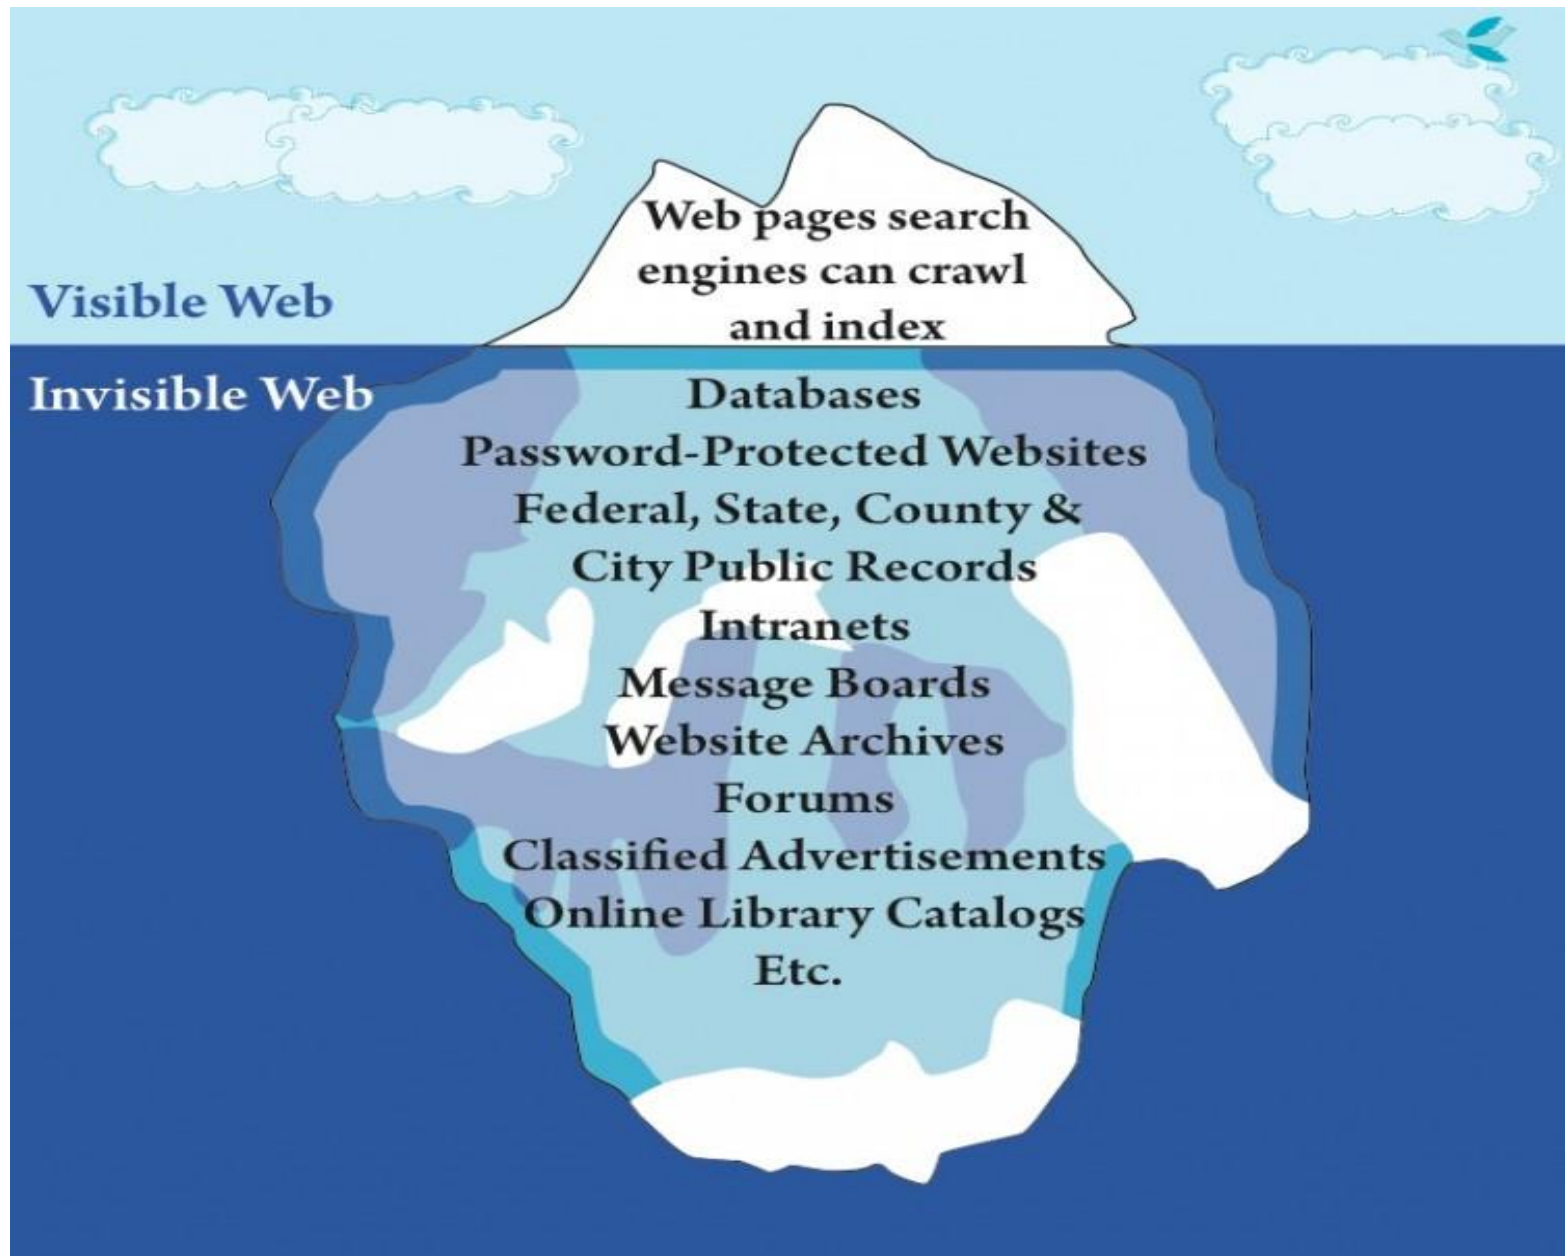 Web pages search
engines can crawl
and index
Visible Web
Invisible Web
Databases
Password-Protected Websites
Federal, State, County &
City Public Records
Intranets
Message Boards
Website Archives
Forums
Classified Advertisements
Online Library Catalogs
Etc.